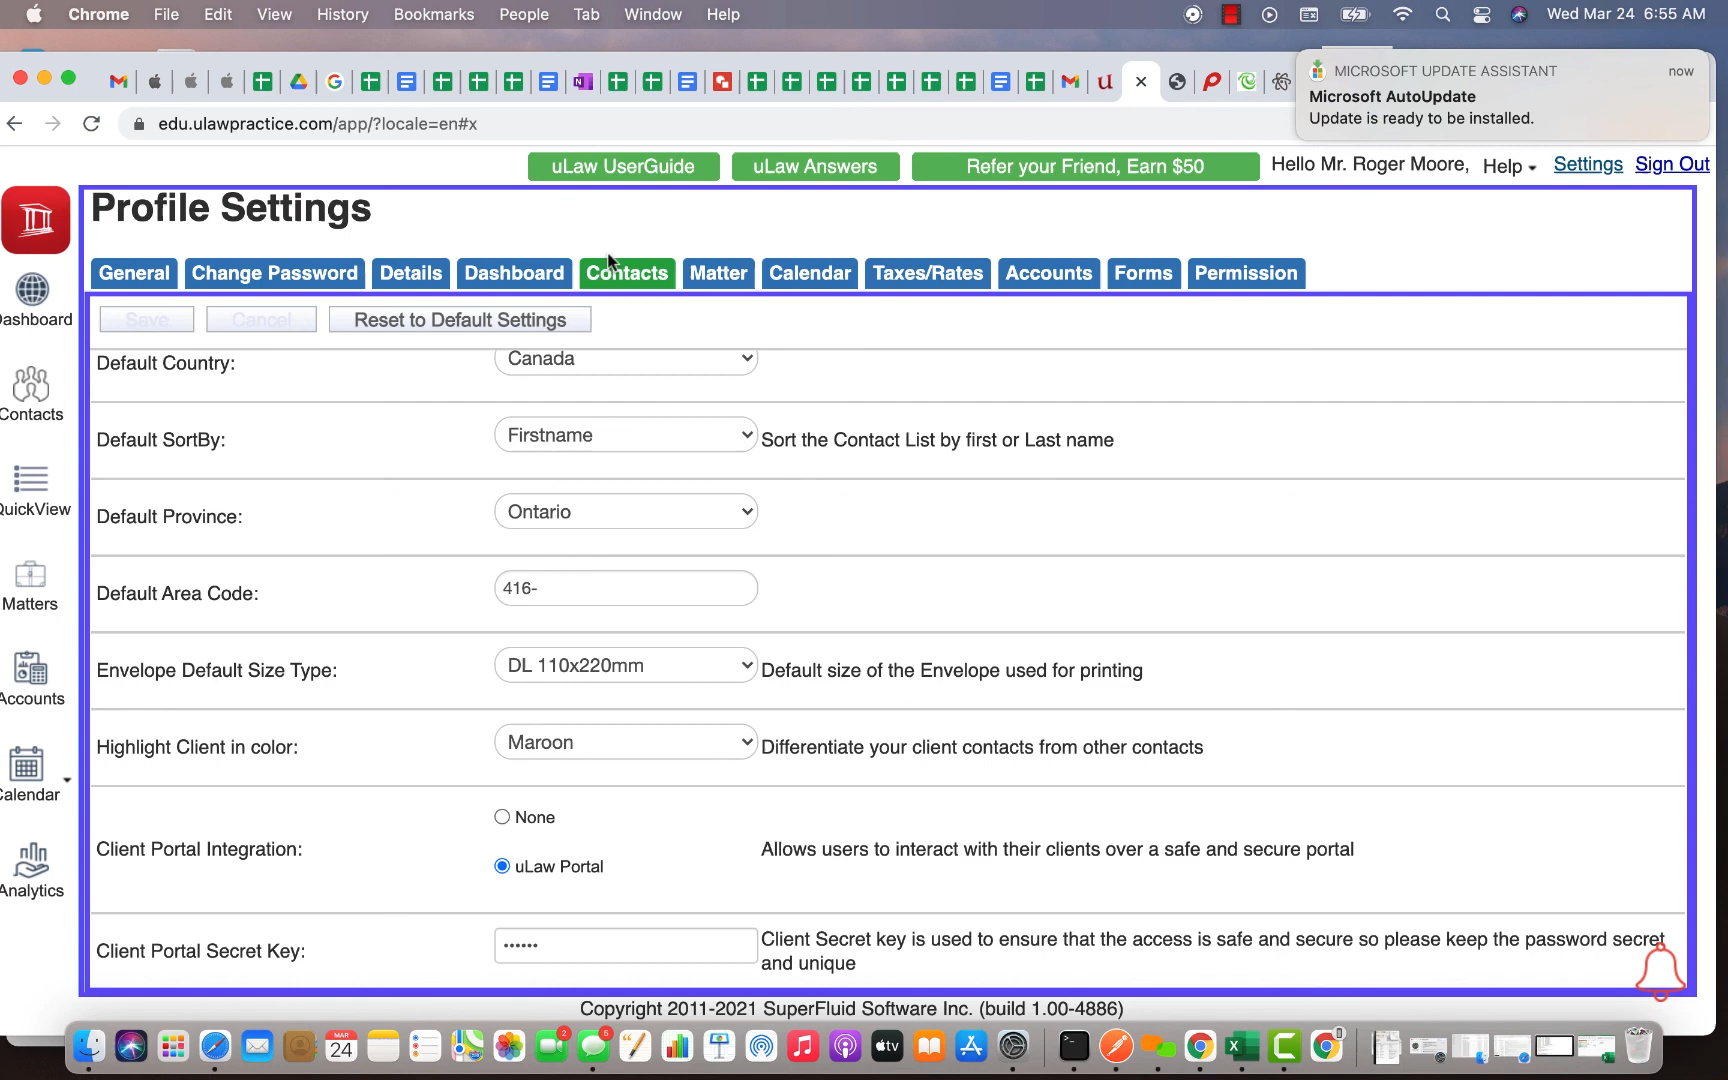 Chrome File Edit View History Bookmarks People Tab Window Help Wed Mar 24 6:55 AM
MICROSOFT UPDATE ASSISTANT now
Microsoft AutoUpdate
Update is ready to be installed.
edu.ulawpractice.com/app/?locale=en#x
uLaw UserGuide uLaw Answers Refer your Friend, Earn $50 Hello Mr. Roger Moore, Help Settings Sign Out
Profile Settings
General Change Password Details Dashboard Contacts Matter Calendar Taxes/Rates Accounts Forms Permission
Save Cancel Reset to Default Settings
Dashboard
Contacts
QuickView
Matters
Accounts
Calendar
Analytics
Default Country: Canada
Default SortBy: Firstname Sort the Contact List by first or Last name
Default Province: Ontario
Default Area Code: 416-
Envelope Default Size Type: DL 110x220mm Default size of the Envelope used for printing
Highlight Client in color: Maroon Differentiate your client contacts from other contacts
None
Client Portal Integration: Allows users to interact with their clients over a safe and secure portal
uLaw Portal
Client Portal Secret Key: •••••• Client Secret key is used to ensure that the access is safe and secure so please keep the password secret
and unique
Copyright 2011-2021 SuperFluid Software Inc. (build 1.00-4886)
MAR
24
2
5
tv